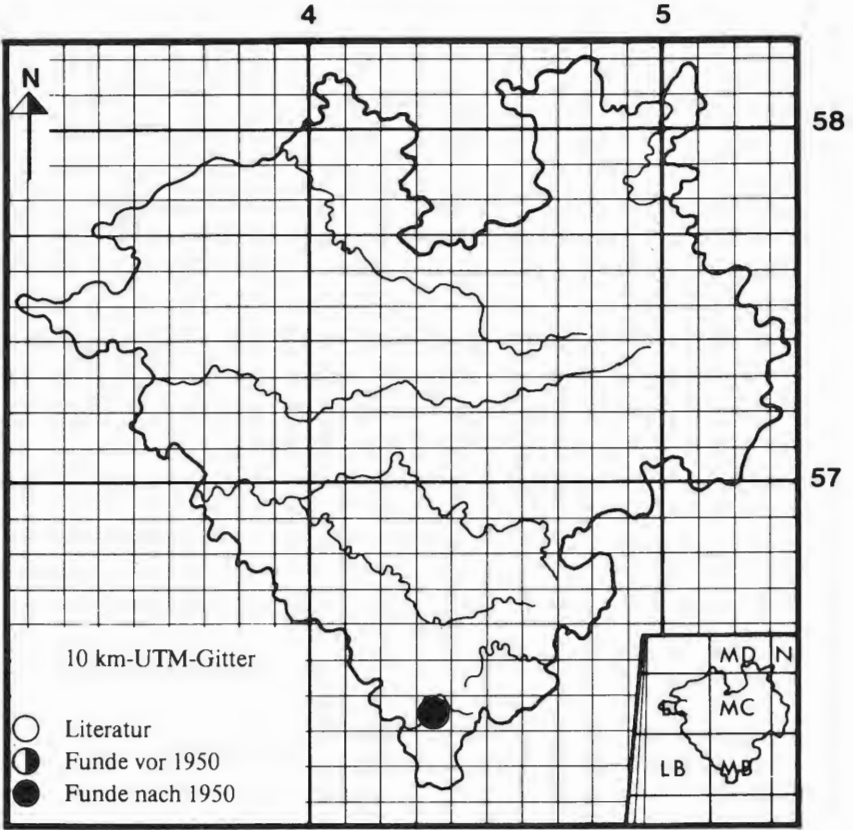 4 5
N
58
57
10 km-UTM-Gitter
Literatur
Funde vor 1950
Funde nach 1950
MD N
MC
LB MB